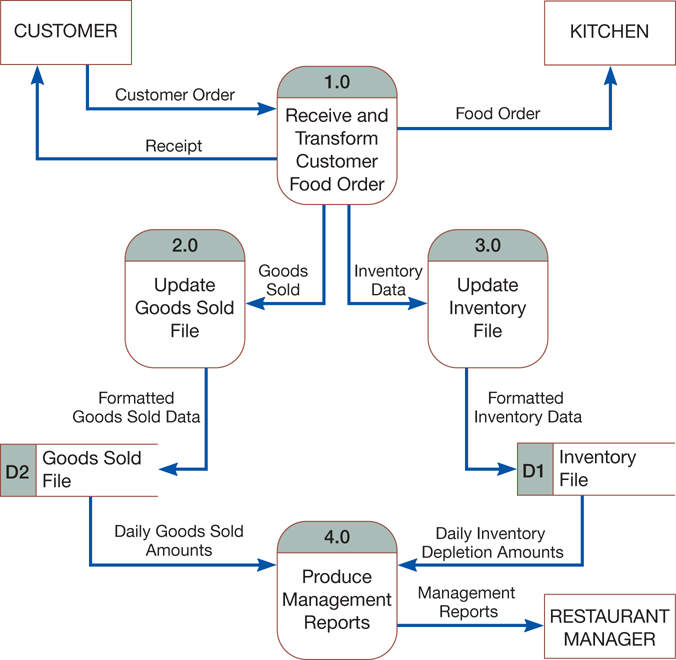 CUSTOMER
KITCHEN
1.0
Receive and
Transform
Customer
Food Order
Customer Order
Food Order
Receipt
2.0
Update
Goods Sold
File
Goods
Sold
Inventory
Data
3.0
Update
Inventory
File
Formatted
Goods Sold Data
Formatted
Inventory Data
D2
Goods Sold
File
D1
Inventory
File
Daily Goods Sold
Amounts
4.0
Produce
Management
Reports
Daily Inventory
Depletion Amounts
Management
Reports
RESTAURANT
MANAGER